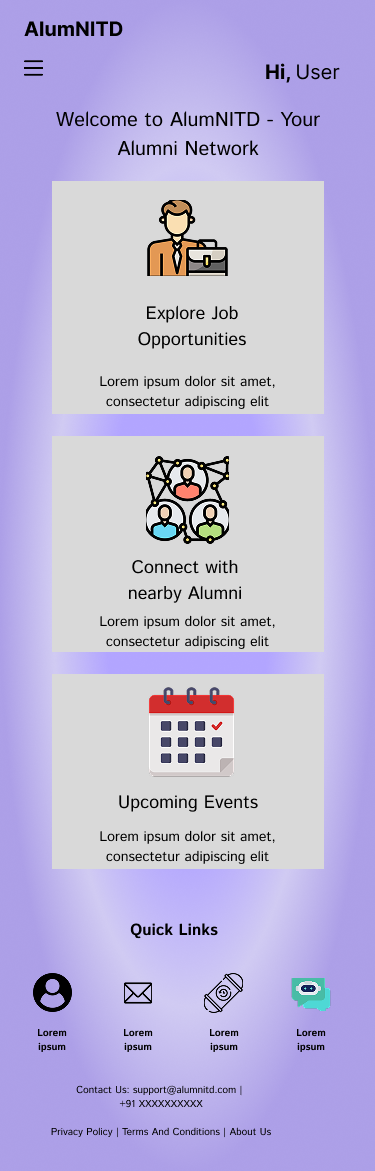 AlumNITD
Hi, User
Welcome to AlumNITD - Your
Alumni Network
Explore Job
Opportunities
Lorem ipsum dolor sit amet,
consectetur adipiscing elit
Connect with
nearby Alumni
Lorem ipsum dolor sit amet,
consectetur adipiscing elit
Upcoming Events
Lorem ipsum dolor sit amet,
consectetur adipiscing elit
Quick Links
Lorem
ipsum
Lorem
ipsum
Lorem
ipsum
Lorem
ipsum
Contact Us: support@alumnitd.com |
+91 XXXXXXXXXX
Privacy Policy | Terms And Conditions | About Us